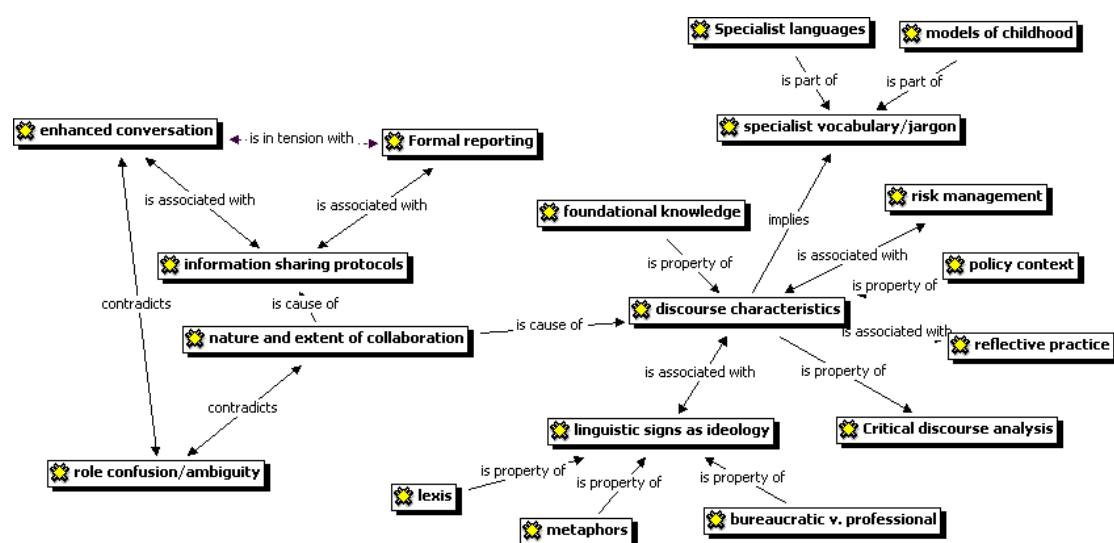 Specialist languages
models of childhood
is part of
is part of
enhanced conversation
is in tension with
Formal reporting
specialist vocabulary/jargon
is associated with
is associated with
foundational knowledge
implies
risk management
is associated with
information sharing protocols
is property of
policy context
contradicts
is cause of
is property of
discourse characteristics
is cause of
nature and extent of collaboration
is associated with
reflective practice
is associated with
is property of
contradicts
linguistic signs as ideology
Critical discourse analysis
role confusion/ambiguity
is property of
is property of
is property of
lexis
metaphors
bureaucratic v. professional